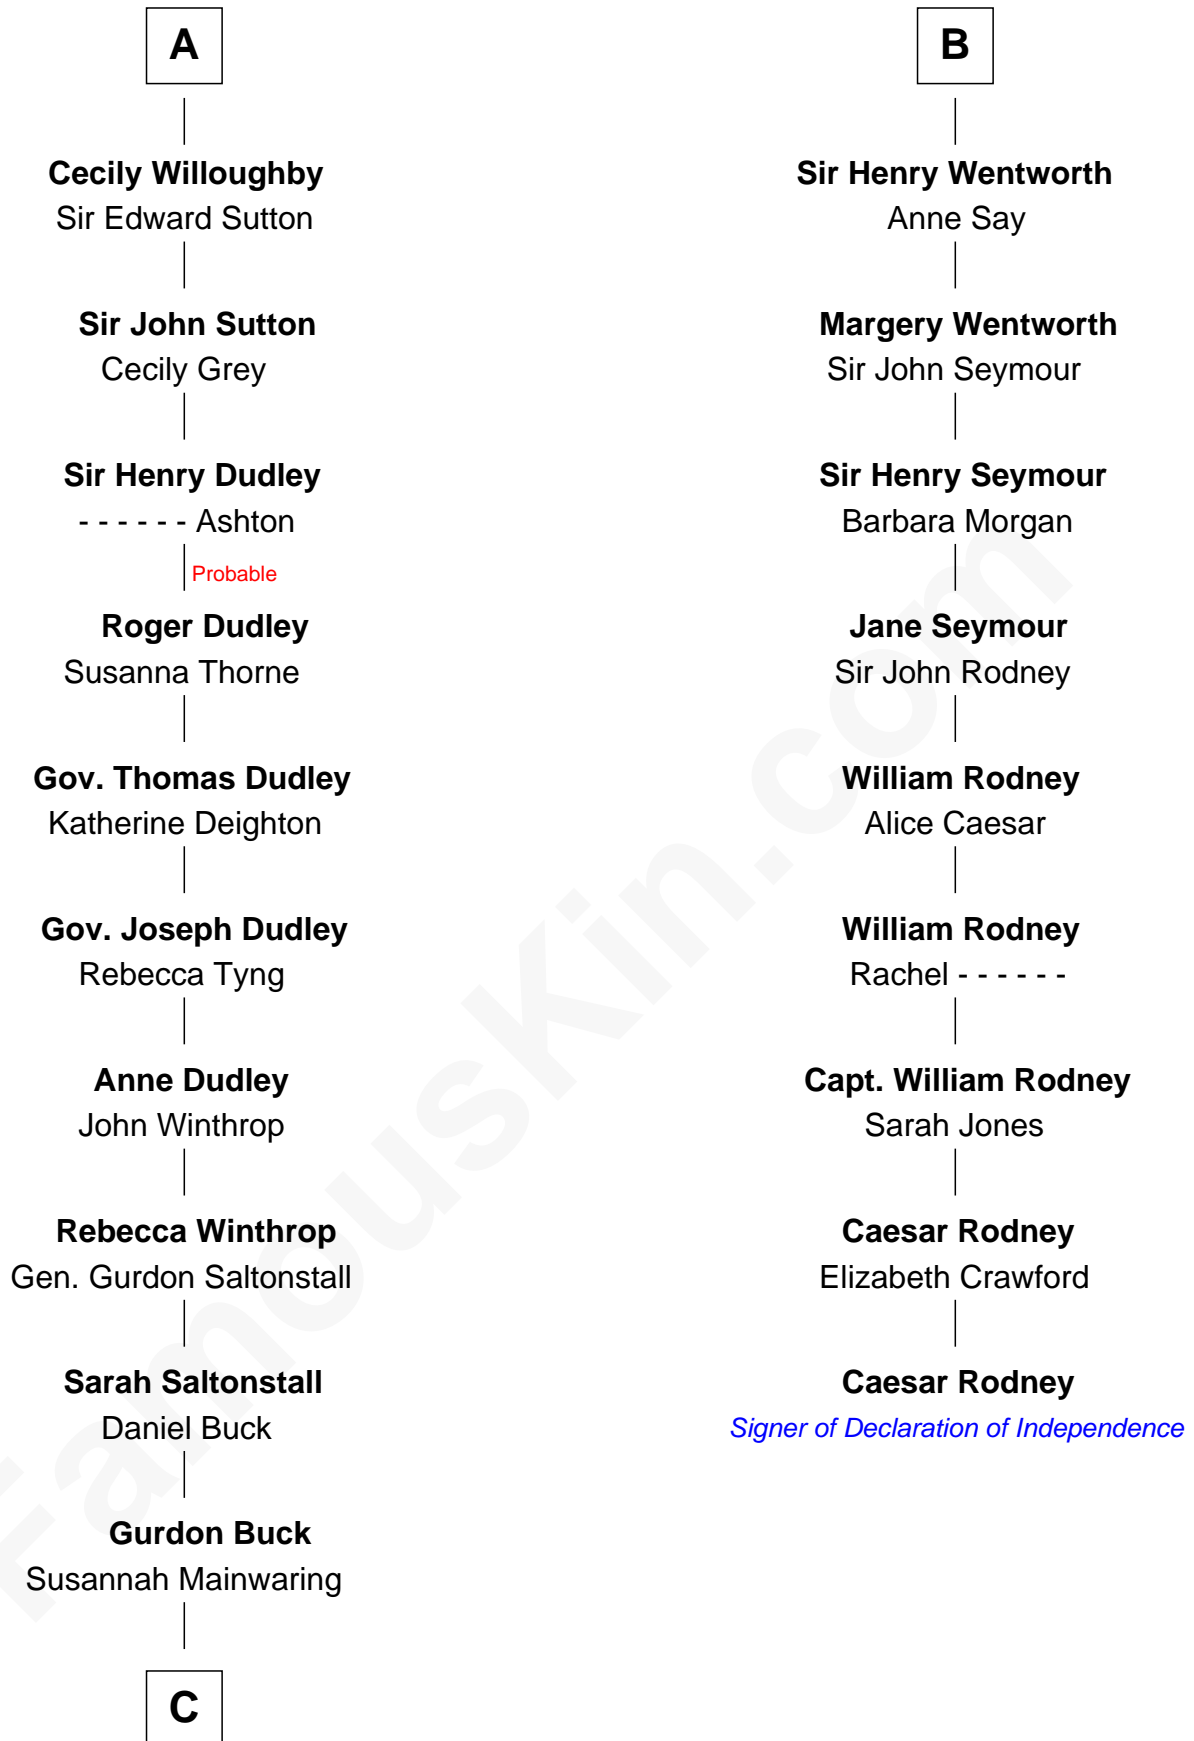 A
Cecily Willoughby
Sir Edward Sutton
Sir John Sutton
Cecily Grey
Sir Henry Dudley
- - - - - - Ashton
Probable
Roger Dudley
Susanna Thorne
Gov. Thomas Dudley
Katherine Deighton
Gov. Joseph Dudley
Rebecca Tyng
Anne Dudley
John Winthrop
Rebecca Winthrop
Gen. Gurdon Saltonstall
Sarah Saltonstall
Daniel Buck
Gurdon Buck
Susannah Mainwaring
C
B
Sir Henry Wentworth
Anne Say
Margery Wentworth
Sir John Seymour
Sir Henry Seymour
Barbara Morgan
Jane Seymour
Sir John Rodney
William Rodney
Alice Caesar
William Rodney
Rachel - - - - - -
Capt. William Rodney
Sarah Jones
Caesar Rodney
Elizabeth Crawford
Caesar Rodney
Signer of Declaration of Independence
FamousKin.com